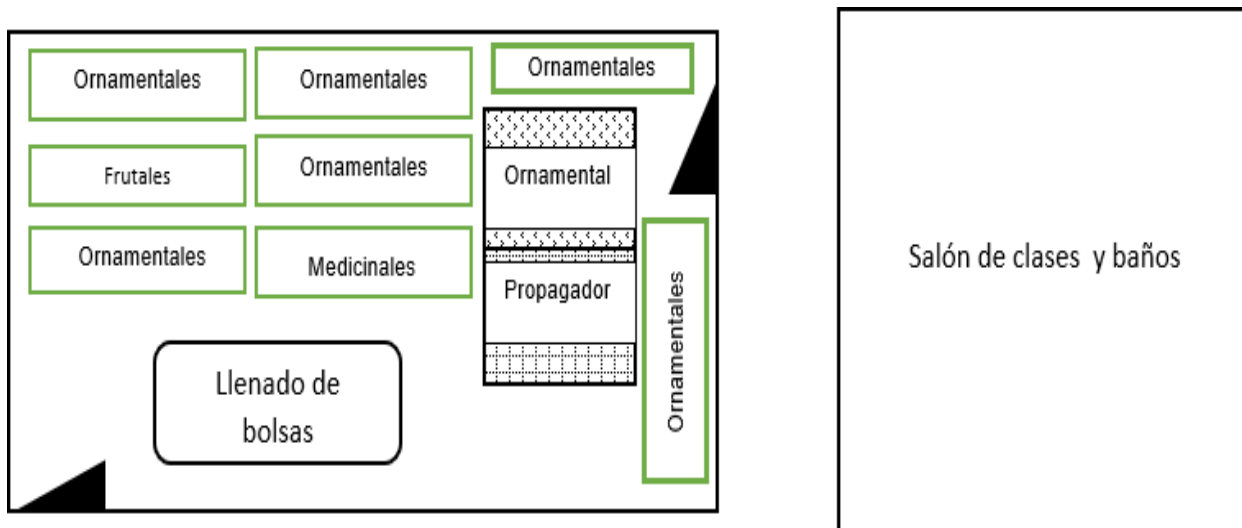 Ornamentales
Ornamentales
Ornamentales
Frutales
Ornamentales
Ornamental
Ornamentales
Medicinales
Propagador
Ornamentales
Llenado de
bolsas
Salón de clases y baños